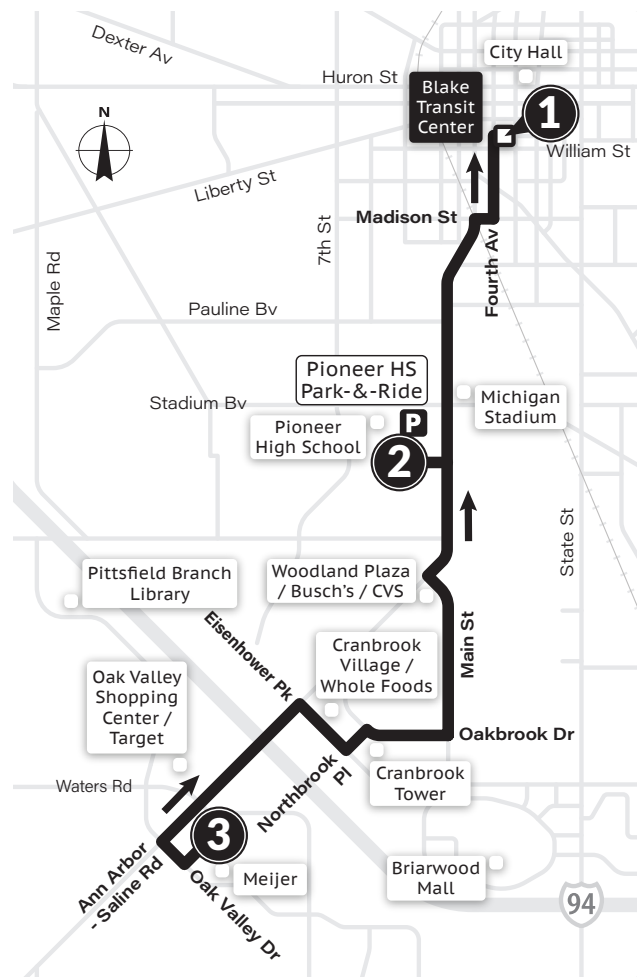 Dexter Av
City Hall
Huron St
Blake
Transit
Center
1
N
William St
Liberty St
Madison St
7th St
Fourth Av
Maple Rd
Pauline Bv
Pioneer HS
Park-&-Ride
Stadium Bv
Michigan
Stadium
P
Pioneer
High School
2
State St
Pittsfield Branch
Library
Woodland Plaza
/ Busch's / CVS
Main St
Eisenhower Pk
Cranbrook
Village /
Whole Foods
Oak Valley
Shopping
Center /
Target
Oakbrook Dr
Northbrook
Pl
Cranbrook
Tower
Waters Rd
3
Ann Arbor
- Saline Rd
Oak Valley Dr
Meijer
Briarwood
Mall
94